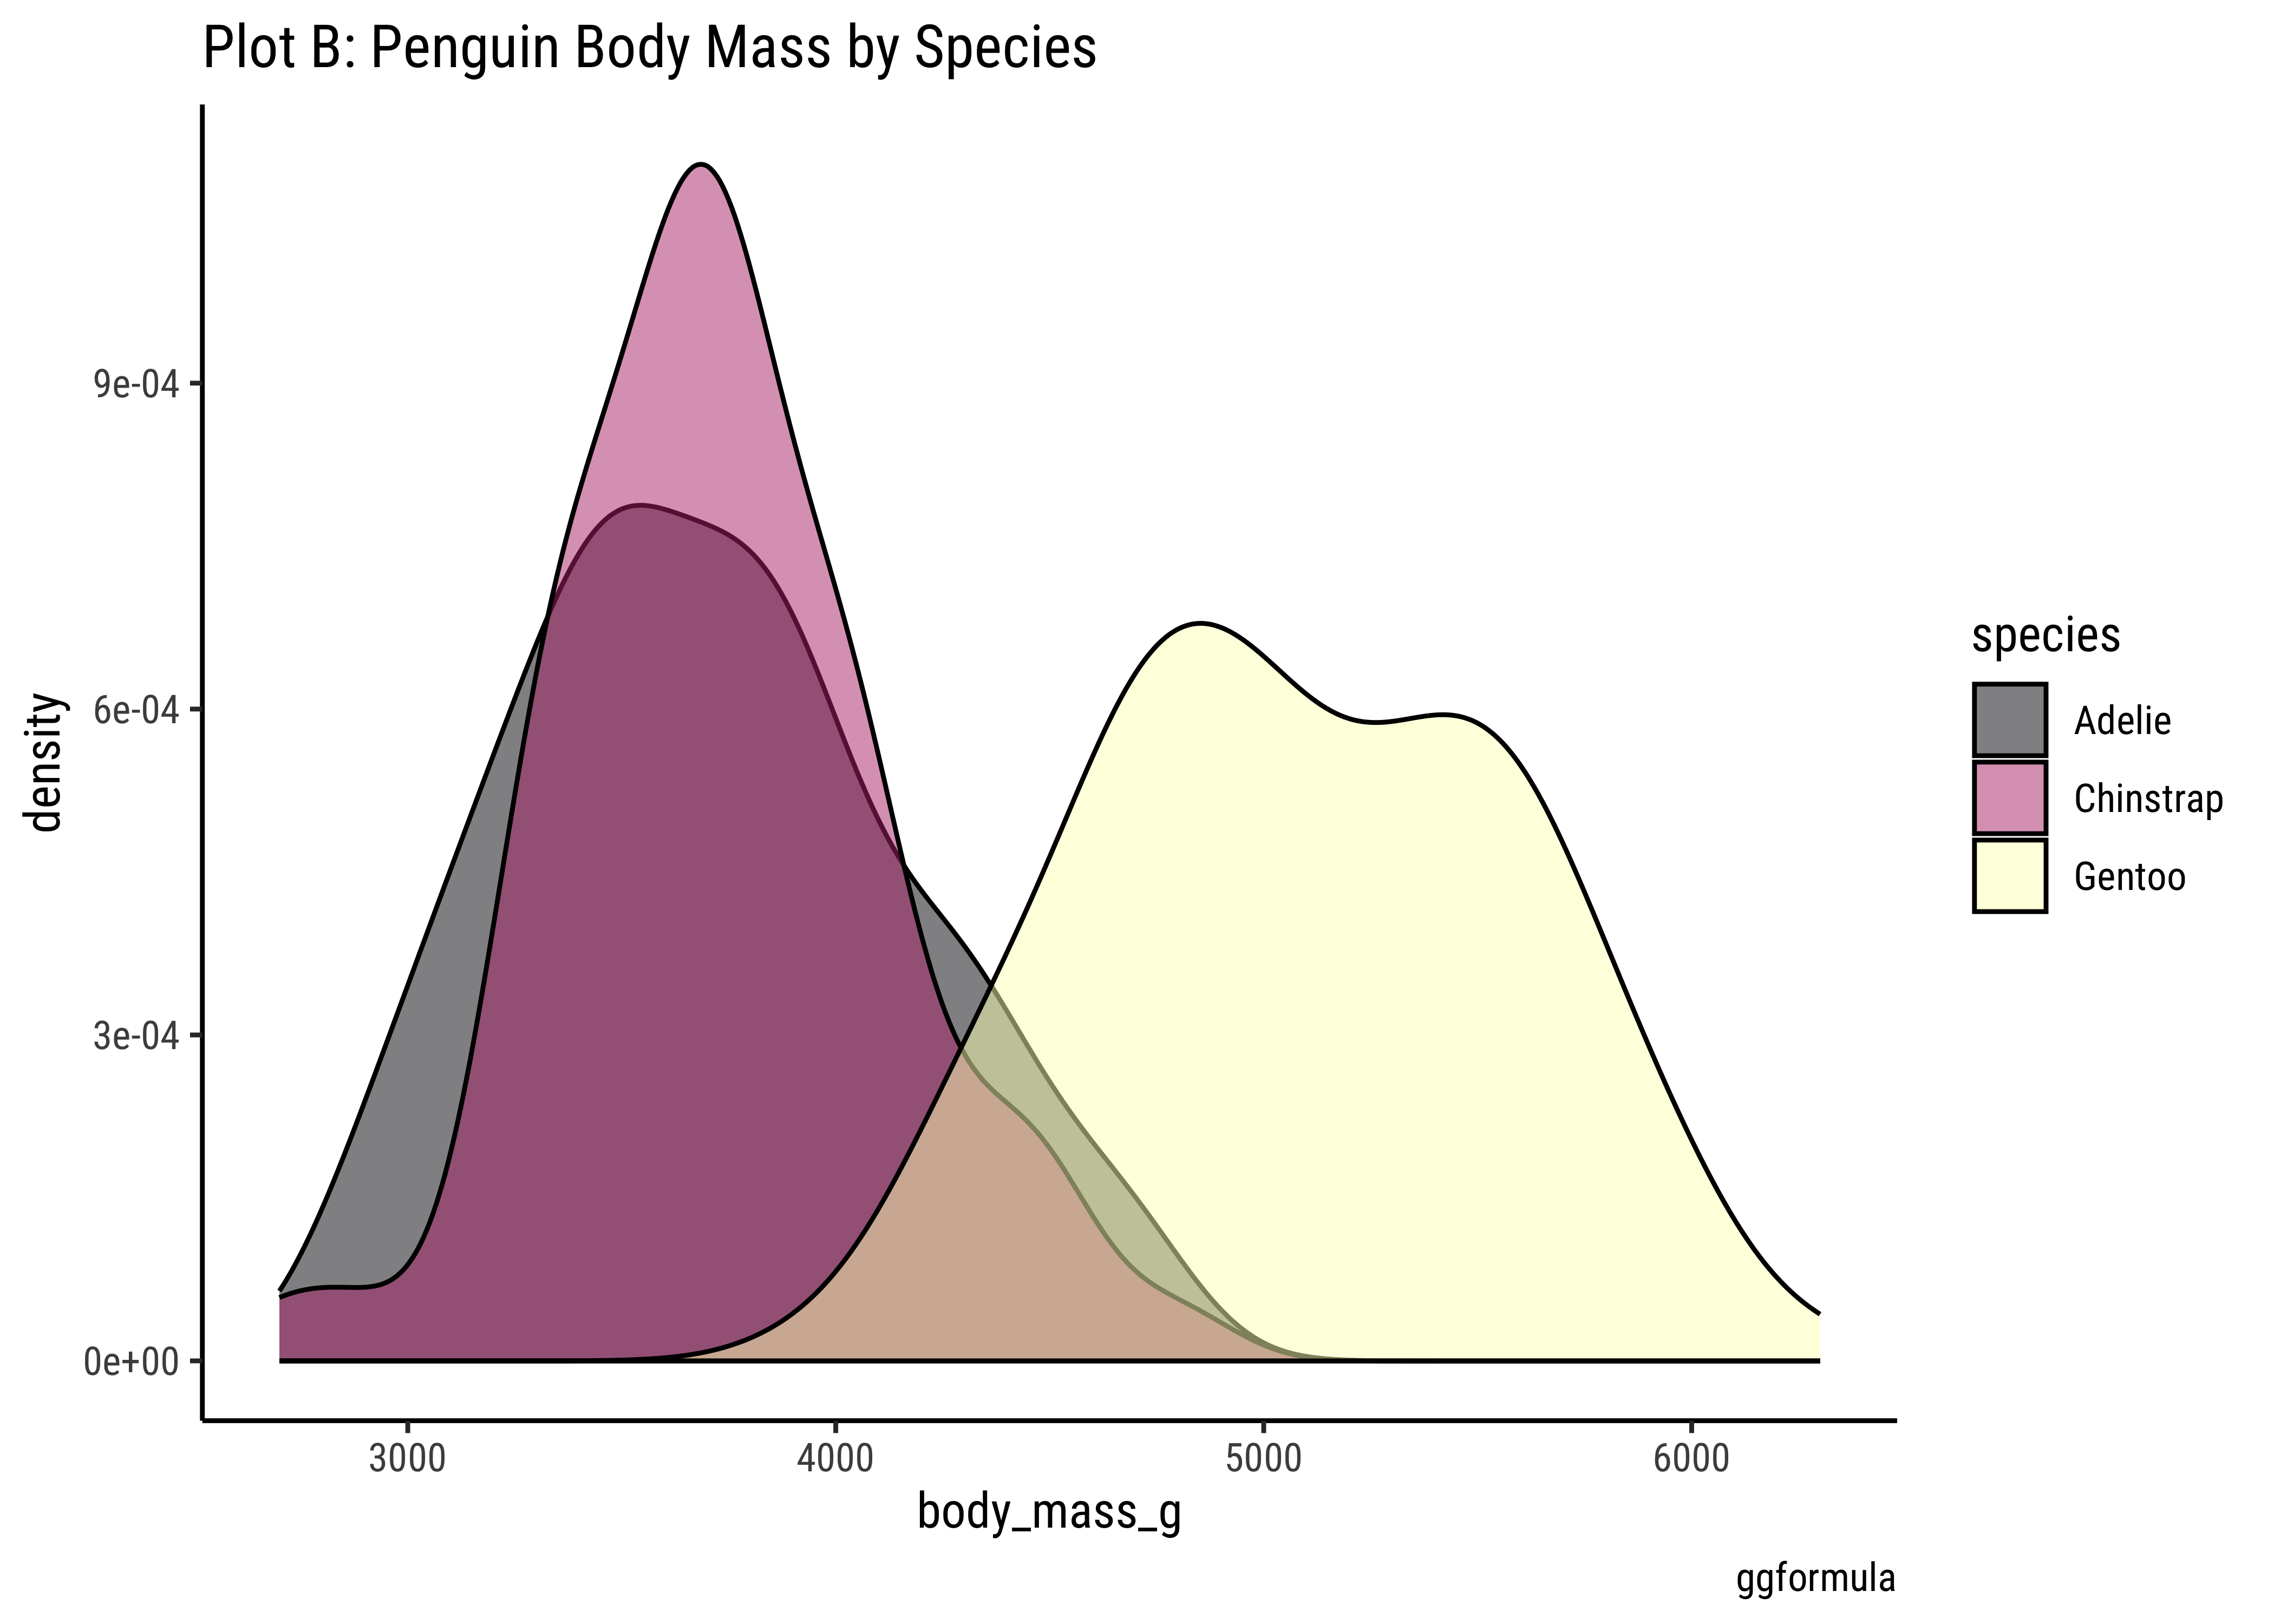 Plot B: Penguin Body Mass by Species
density
9e-04
6e-04
3e-04
0e+00
3000
4000
5000
6000
body_mass_g
species
Adelie
Chinstrap
Gentoo
ggformula